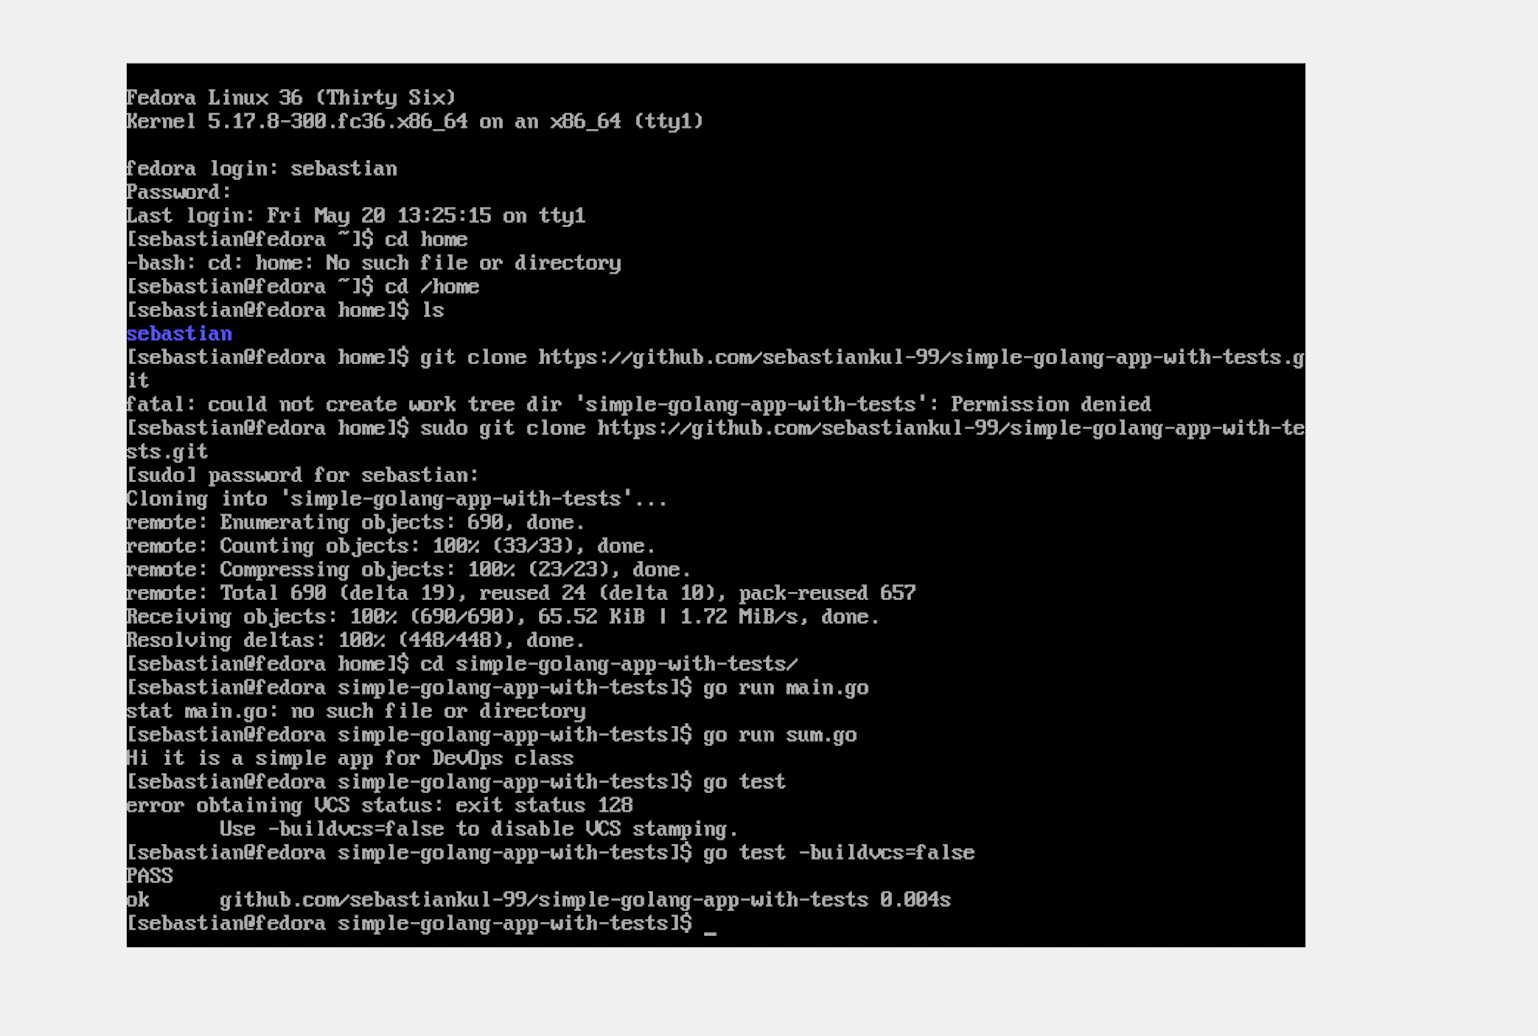 Fedora Linux 36 (Thirty Six)
Kernel 5.17.8-300.fc36.x86_64 on an x86_64 (tty1)
fedora login: sebastian
Password:
Last login: Fri May 20 13:25:15 on tty1
[sebastian@fedora ~]$ cd home
-bash: cd: home: No such file or directory
[sebastian@fedora ~]$ cd /home
[sebastian@fedora home]$ ls
sebastian
[sebastian@fedora home]$ git clone https://github.com/sebastiankul-99/simple-golang-app-with-tests.g
it
fatal: could not create work tree dir 'simple-golang-app-with-tests': Permission denied
[sebastian@fedora home]$ sudo git clone https://github.com/sebastiankul-99/simple-golang-app-with-te
sts.git
[sudo] password for sebastian:
Cloning into 'simple-golang-app-with-tests'...
remote: Enumerating objects: 690, done.
remote: Counting objects: 100% (33/33), done.
remote: Compressing objects: 100% (23/23), done.
remote: Total 690 (delta 19), reused 24 (delta 10), pack-reused 657
Receiving objects: 100% (690/690), 65.52 KiB | 1.72 MiB/s, done.
Resolving deltas: 100% (448/448), done.
[sebastian@fedora home]$ cd simple-golang-app-with-tests/
[sebastian@fedora simple-golang-app-with-tests]$ go run main.go
stat main.go: no such file or directory
[sebastian@fedora simple-golang-app-with-tests]$ go run sum.go
Hi it is a simple app for DevOps class
[sebastian@fedora simple-golang-app-with-tests]$ go test
error obtaining VCS status: exit status 128
        Use -buildvcs=false to disable VCS stamping.
[sebastian@fedora simple-golang-app-with-tests]$ go test -buildvcs=false
PASS
ok      github.com/sebastiankul-99/simple-golang-app-with-tests 0.004s
[sebastian@fedora simple-golang-app-with-tests]$ _